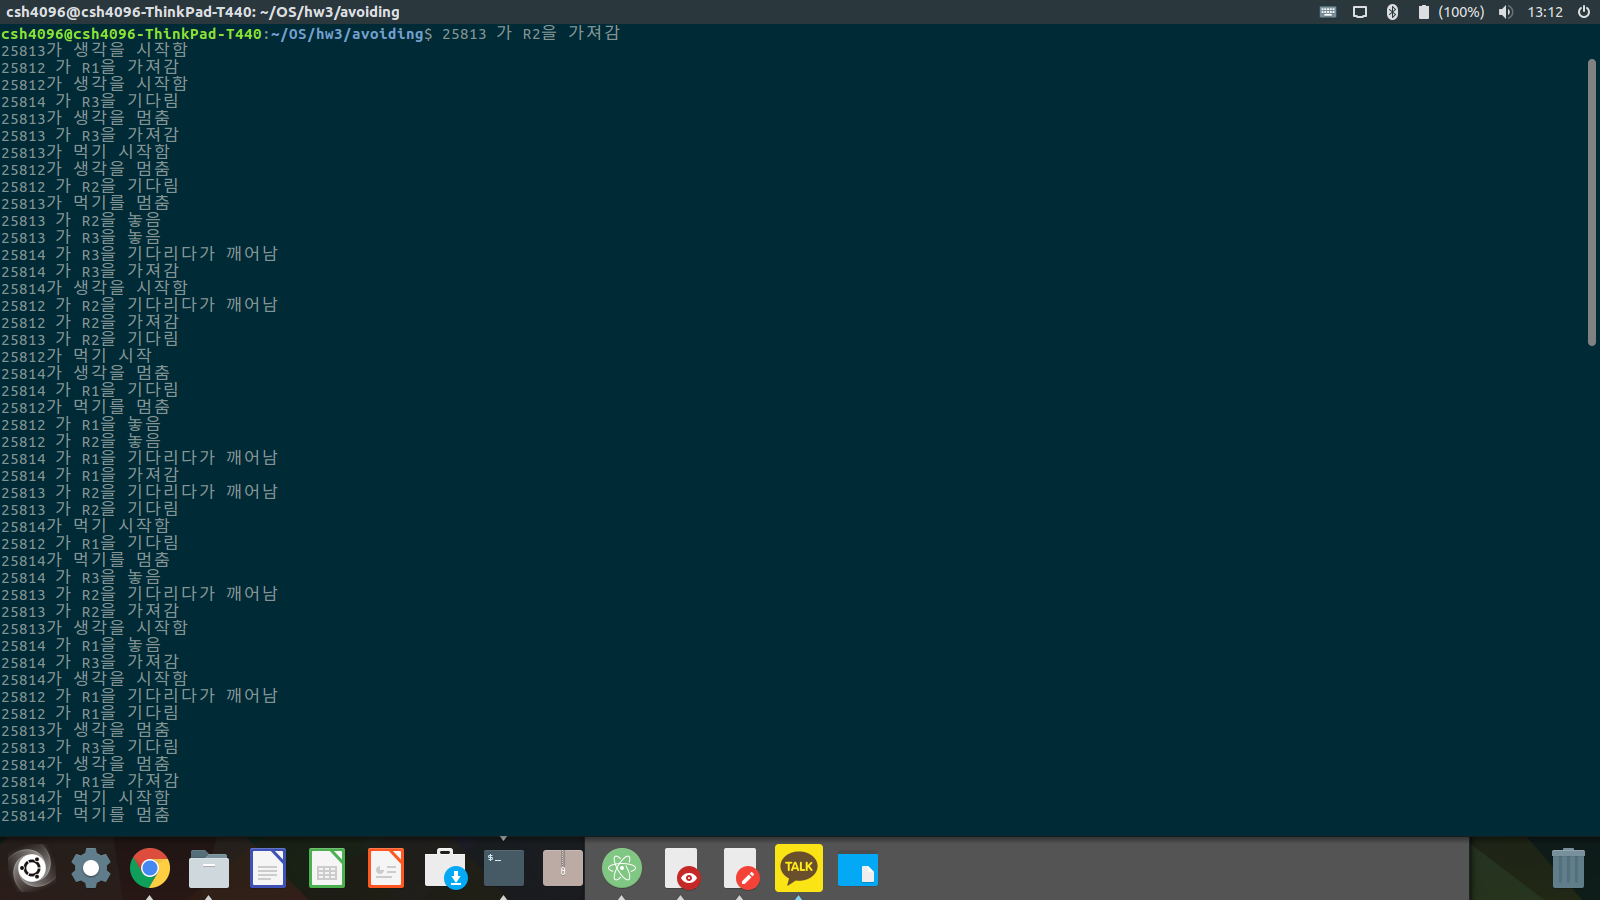 csh4096@csh4096-ThinkPad-T440: ~/OS/hw3/avoiding (100%) 13:12
csh4096@csh4096-ThinkPad-T440:~/OS/hw3/avoiding$ 25813 가 R2을 가져감
25813가 생각을 시작함
25812 가 R1을 가져감
25812가 생각을 시작함
25814 가 R3을 기다림
25813가 생각을 멈춤
25813 가 R3을 가져감
25813가 먹기 시작함
25812가 생각을 멈춤
25812 가 R2을 기다림
25813가 먹기를 멈춤
25813 가 R2을 놓음
25813 가 R3을 놓음
25814 가 R3을 기다리다가 깨어남
25814 가 R3을 가져감
25814가 생각을 시작함
25812 가 R2을 기다리다가 깨어남
25812 가 R2을 가져감
25813 가 R2을 기다림
25812가 먹기 시작
25814가 생각을 멈춤
25814 가 R1을 기다림
25812가 먹기를 멈춤
25812 가 R1을 놓음
25812 가 R2을 놓음
25814 가 R1을 기다리다가 깨어남
25814 가 R1을 가져감
25813 가 R2을 기다리다가 깨어남
25813 가 R2을 기다림
25814가 먹기 시작함
25812 가 R1을 기다림
25814가 먹기를 멈춤
25814 가 R3을 놓음
25813 가 R2을 기다리다가 깨어남
25813 가 R2을 가져감
25813가 생각을 시작함
25814 가 R1을 놓음
25814 가 R3을 가져감
25814가 생각을 시작함
25812 가 R1을 기다리다가 깨어남
25812 가 R1을 기다림
25813가 생각을 멈춤
25813 가 R3을 기다림
25814가 생각을 멈춤
25814 가 R1을 가져감
25814가 먹기 시작함
25814가 먹기를 멈춤
$_
TALK